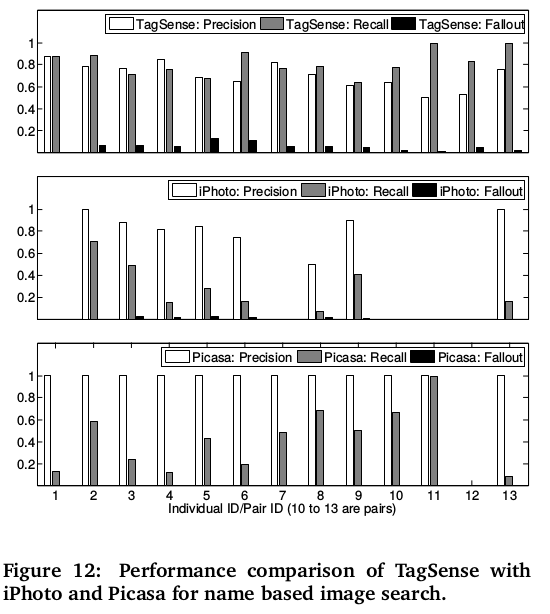 TagSense: Precision TagSense: Recall TagSense: Fallout
1
0.8
0.6
0.4
0.2
iPhoto: Precision iPhoto: Recall iPhoto: Fallout
1
0.8
0.6
0.4
0.2
Picasa: Precision Picasa: Recall Picasa: Fallout
1
0.8
0.6
0.4
0.2
1 2 3 4 5 6 7 8 9 10 11 12 13
Individual ID/Pair ID (10 to 13 are pairs)
Figure 12: Performance comparison of TagSense with
iPhoto and Picasa for name based image search.